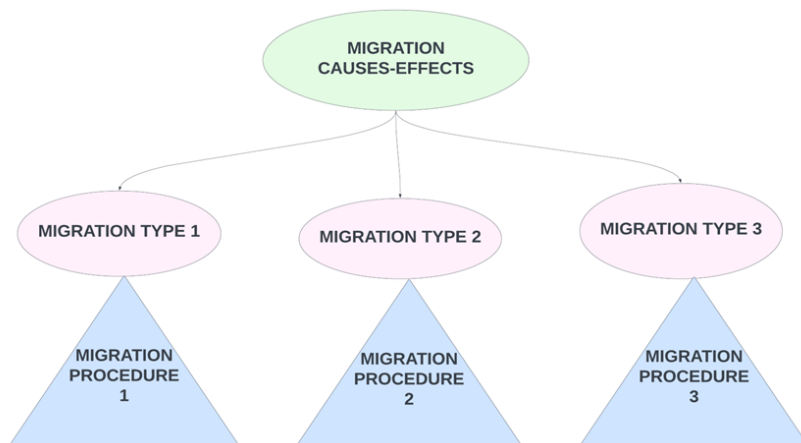 MIGRATION
CAUSES-EFFECTS
MIGRATION TYPE 1
MIGRATION TYPE 2
MIGRATION TYPE 3
MIGRATION
PROCEDURE
1
MIGRATION
PROCEDURE
2
MIGRATION
PROCEDURE
3